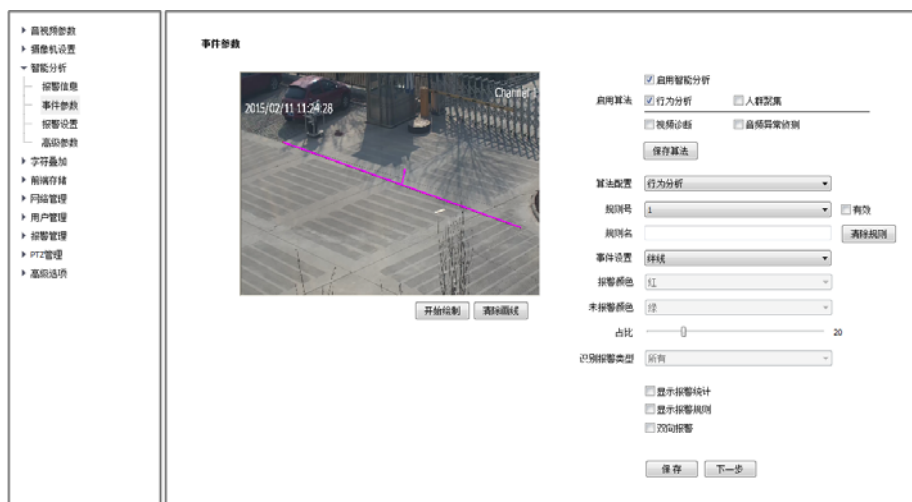 音视频参数
摄像机设置
智能分析
报警信息
事件参数
报警设置
高级参数
字符叠加
前端存储
网络管理
用户管理
报警管理
PTZ管理
高级选项
事件参数
Channel 1
2015/02/11 11:24:28
开始绘制 清除画线
启用智能分析
启用算法 行为分析 人群聚集
视频诊断 音频异常侦测
保存算法
算法配置 行为分析
规则号 1 有效
规则名 清除规则
事件设置 绊线
报警颜色 红
未报警颜色 绿
占比 20
识别报警类型 所有
显示报警统计
显示报警规则
双向报警
保存 下一步